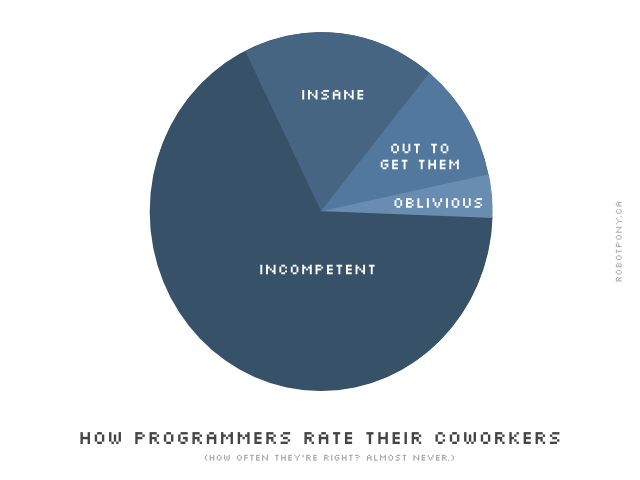 INSANE
OUT TO
GET THEM
OBLIVIOUS
INCOMPETENT
ROBOTPONY.CA
HOW PROGRAMMERS RATE THEIR COWORKERS
(HOW OFTEN THEY'RE RIGHT? ALMOST NEVER.)